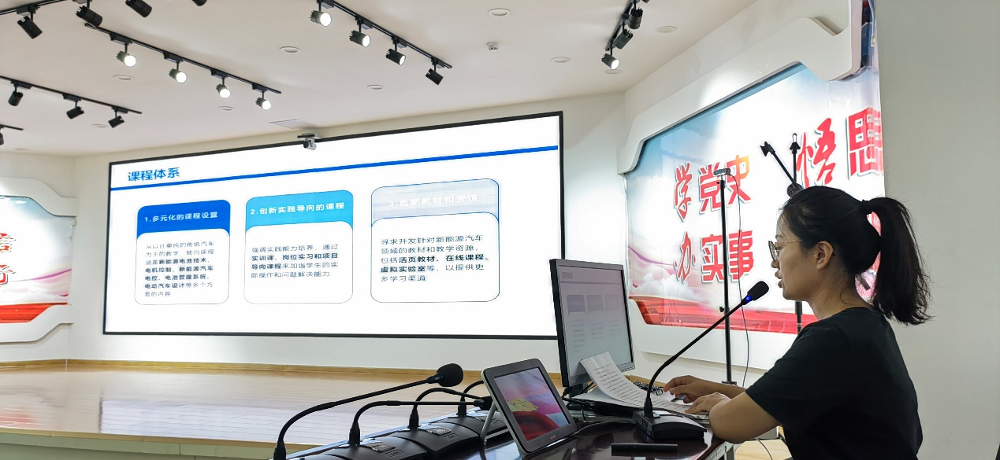 课程体系
1.多元化的课程设置
从以往单纯的传统汽车
为主的教学，转向课程
涵盖新能源电池技术、
电机控制、新能源汽车
电控、电池管理系统、
电动汽车设计等多个方
面的内容
2.创新实践导向的课程
强调实践能力培养，通过
实训课、岗位实习和项目
导向课程来加强学生的实
际操作和问题解决能力
3.创新教材和资源
寻求开发针对新能源汽车
领域的教材和教学资源，
包括活页教材、在线课程、
虚拟实验室等，以提供更
多学习渠道
学党史 悟思
办实事